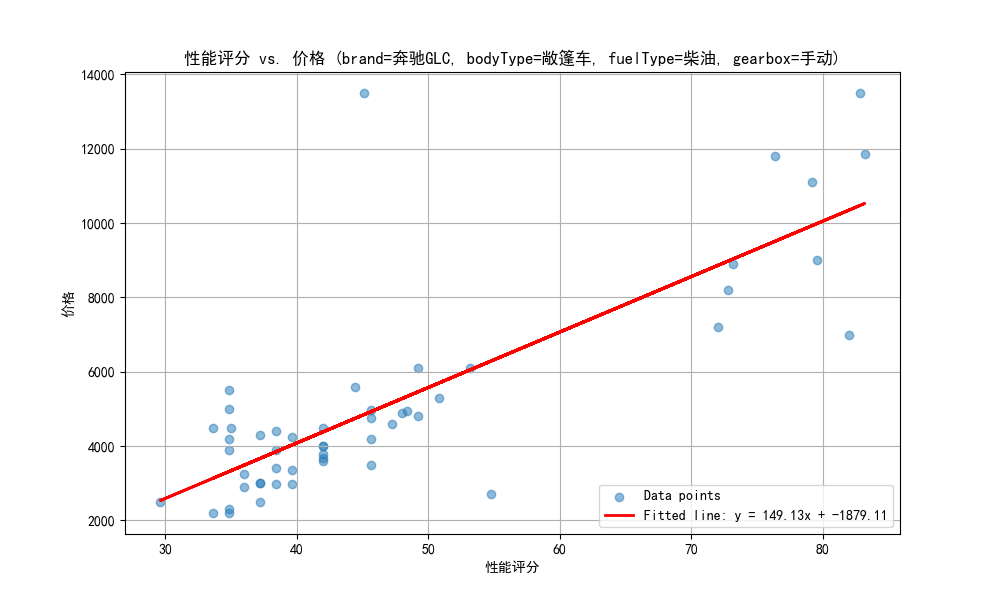 性能评分 vs. 价格 (brand=奔驰GLC, bodyType=敞篷车, fuelType=柴油, gearbox=手动)
14000
12000
10000
8000
6000
4000
2000
价格
Data points
Fitted line: y = 149.13x + -1879.11
30 40 50 60 70 80
性能评分